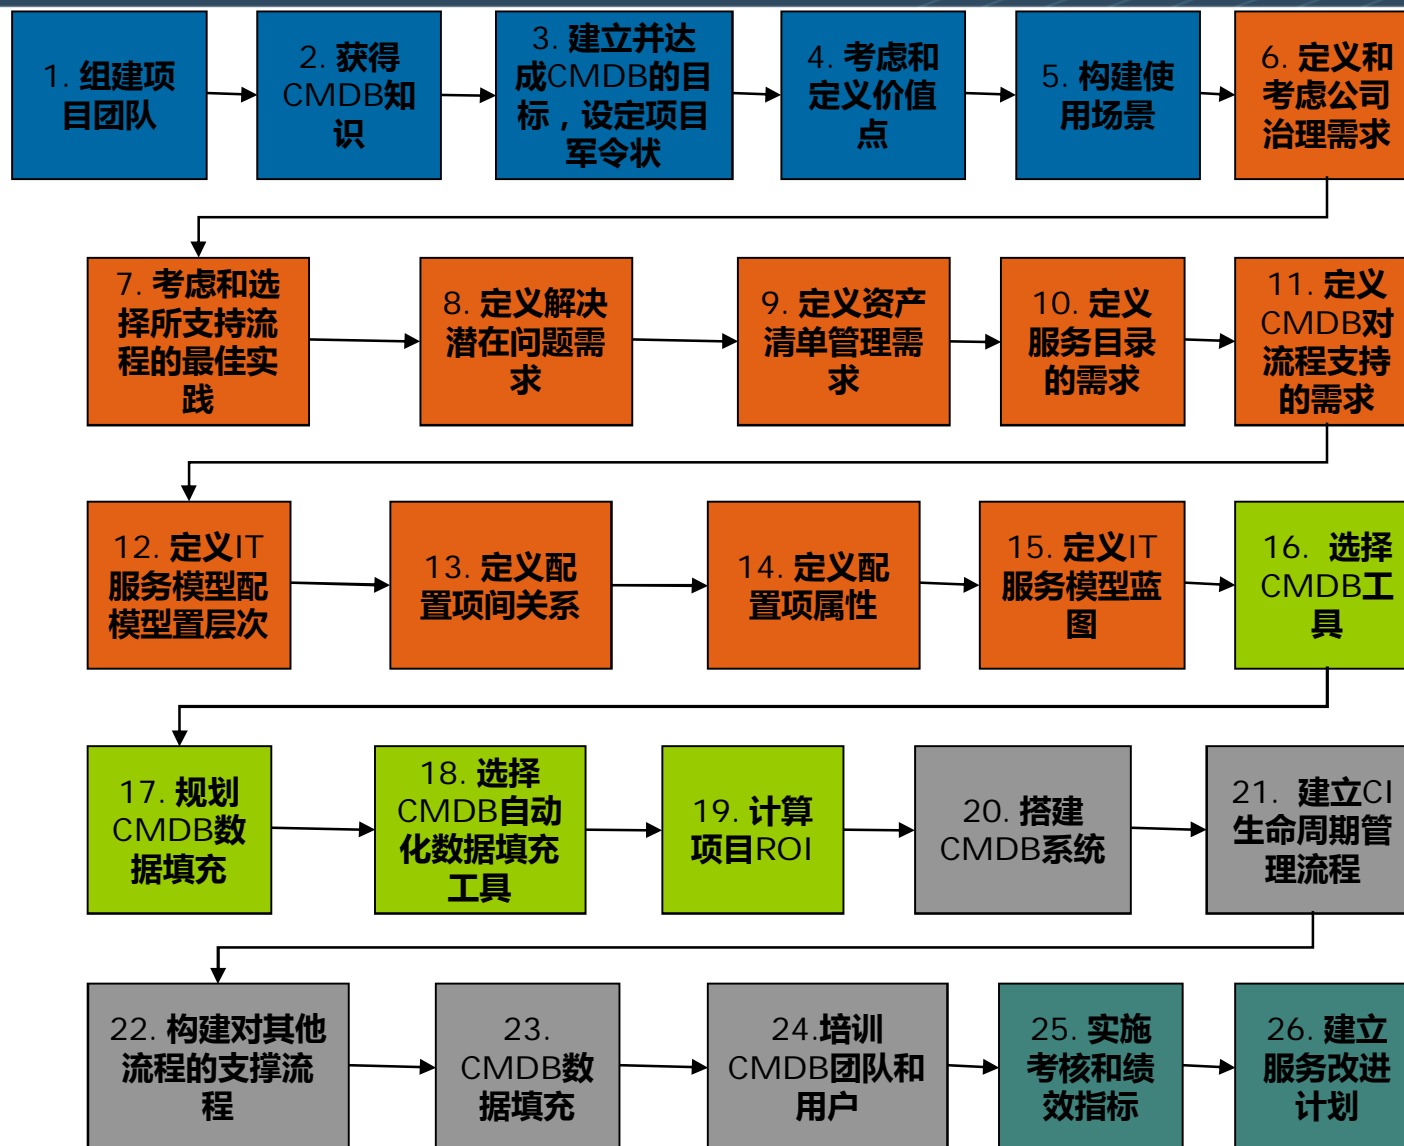 1. 组建项
目团队
2. 获得
CMDB知
识
3. 建立并达
成CMDB的目
标，设定项目
军令状
4. 考虑和
定义价值
点
5. 构建使
用场景
6. 定义和
考虑公司
治理需求
7. 考虑和选
择所支持流
程的最佳实
践
8. 定义解决
潜在问题需
求
9. 定义资产
清单管理需
求
10. 定义
服务目录
的需求
11. 定义
CMDB对
流程支持
的需求
12. 定义IT
服务模型配
模型置层次
13. 定义配
置项间关系
14. 定义配
置项属性
15. 定义IT
服务模型蓝
图
16. 选择
CMDB工
具
17. 规划
CMDB数
据填充
18. 选择
CMDB自动
化数据填充
工具
19. 计算
项目ROI
20. 搭建
CMDB系统
21. 建立CI
生命周期管
理流程
22. 构建对其他
流程的支撑流
程
23.
CMDB数
据填充
24.培训
CMDB团队和
用户
25. 实施
考核和绩
效指标
26. 建立
服务改进
计划